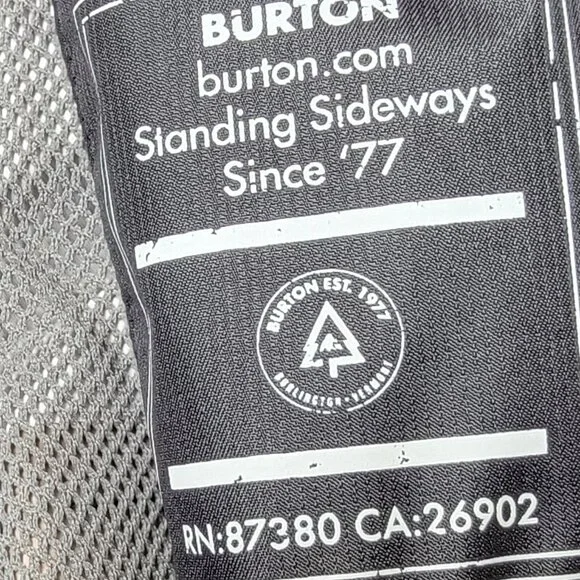 BURTON
burton.com
Standing Sideways
Since '77
BURTON EST. 1977
BURLINGTON · VERMONT
RN:87380 CA:26902